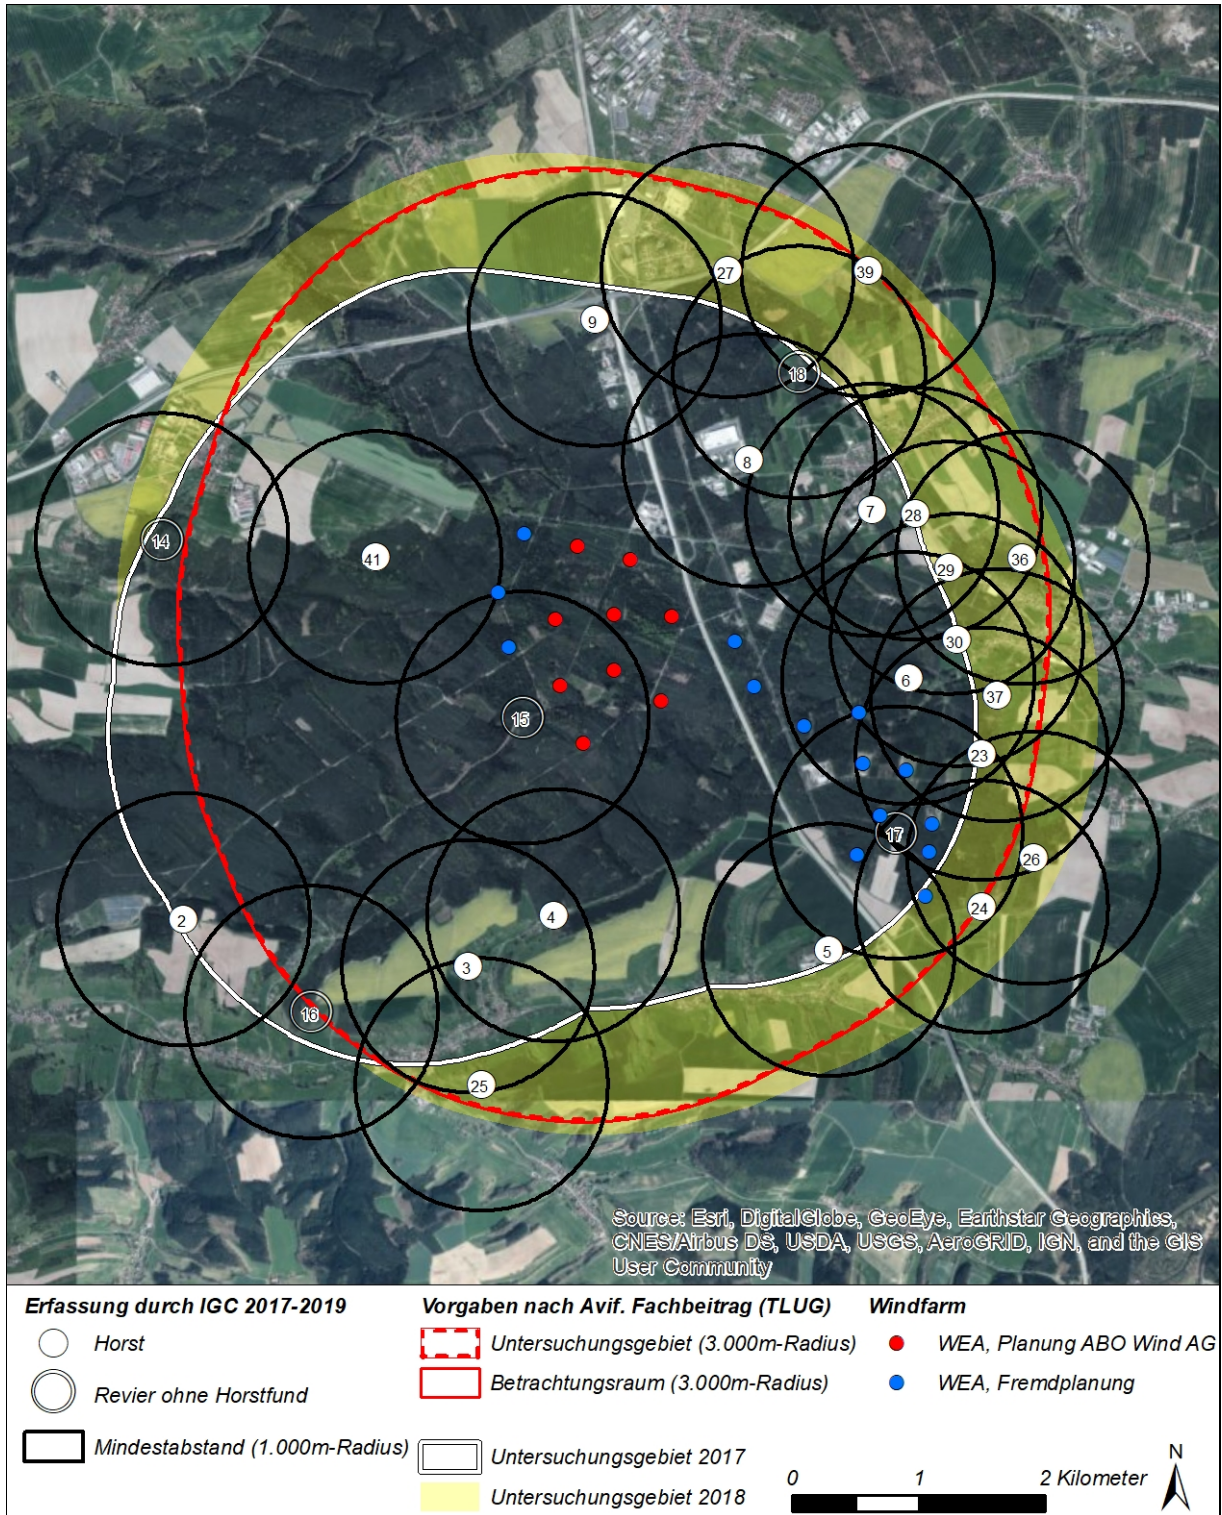 27
39
9
18
8
7
28
14
41
29
36
30
6
37
15
23
17
26
2
4
24
5
3
16
25
Source: Esri, DigitalGlobe, GeoEye, Earthstar Geographics,
CNES/Airbus DS, USDA, USGS, AeroGRID, IGN, and the GIS
User Community
Erfassung durch IGC 2017-2019
Horst
Revier ohne Horstfund
Mindestabstand (1.000m-Radius)
Vorgaben nach Avif. Fachbeitrag (TLUG)
Untersuchungsgebiet (3.000m-Radius)
Betrachtungsraum (3.000m-Radius)
Untersuchungsgebiet 2017
Untersuchungsgebiet 2018
Windfarm
WEA, Planung ABO Wind AG
WEA, Fremdplanung
0 1 2 Kilometer
N